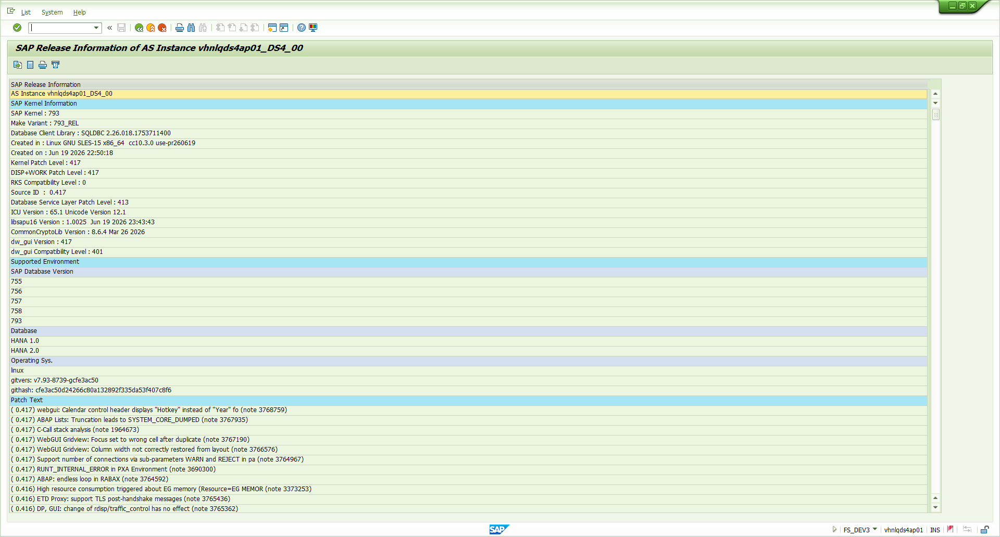 List System Help
SAP Release Information of AS Instance vhnlqds4ap01_DS4_00
SAP Release Information
AS Instance vhnlqds4ap01_DS4_00
SAP Kernel Information
SAP Kernel : 793
Make Variant : 793_REL
Database Client Library : SQLDBC 2.26.018.1753711400
Created in : Linux GNU SLES-15 x86_64  cc10.3.0 use-pr260619
Created on : Jun 19 2026 22:50:18
Kernel Patch Level : 417
DISP+WORK Patch Level : 417
RKS Compatibility Level : 0
Source ID  :  0.417
Database Service Layer Patch Level : 413
ICU Version : 65.1 Unicode Version 12.1
libsapu16 Version : 1.0025  Jun 19 2026 23:43:43
CommonCryptoLib Version : 8.6.4 Mar 26 2026
dw_gui Version : 417
dw_gui Compatibility Level : 401
Supported Environment
SAP Database Version
755
756
757
758
793
Database
HANA 1.0
HANA 2.0
Operating Sys.
linux
gitvers: v7.93-8739-gcfe3ac50
githash: cfe3ac50d24266c80a132892f335da53f407c8f6
Patch Text
( 0.417) webgui: Calendar control header displays "Hotkey" instead of "Year" fo (note 3768759)
( 0.417) ABAP Lists: Truncation leads to SYSTEM_CORE_DUMPED (note 3767935)
( 0.417) C-Call stack analysis (note 1964673)
( 0.417) WebGUI Gridview: Focus set to wrong cell after duplicate (note 3767190)
( 0.417) WebGUI Gridview: Column width not correctly restored from layout (note 3766576)
( 0.417) Support number of connections via sub-parameters WARN and REJECT in pa (note 3764967)
( 0.417) RUNT_INTERNAL_ERROR in PXA Environment (note 3690300)
( 0.417) ABAP: endless loop in RABAX (note 3764592)
( 0.416) High resource consumption triggered about EG memory (Resource=EG MEMOR (note 3373253)
( 0.416) ETD Proxy: support TLS post-handshake messages (note 3765436)
( 0.416) DP, GUI: change of rdisp/traffic_control has no effect (note 3765362)
SAP FS_DEV3 vhnlqds4ap01 INS